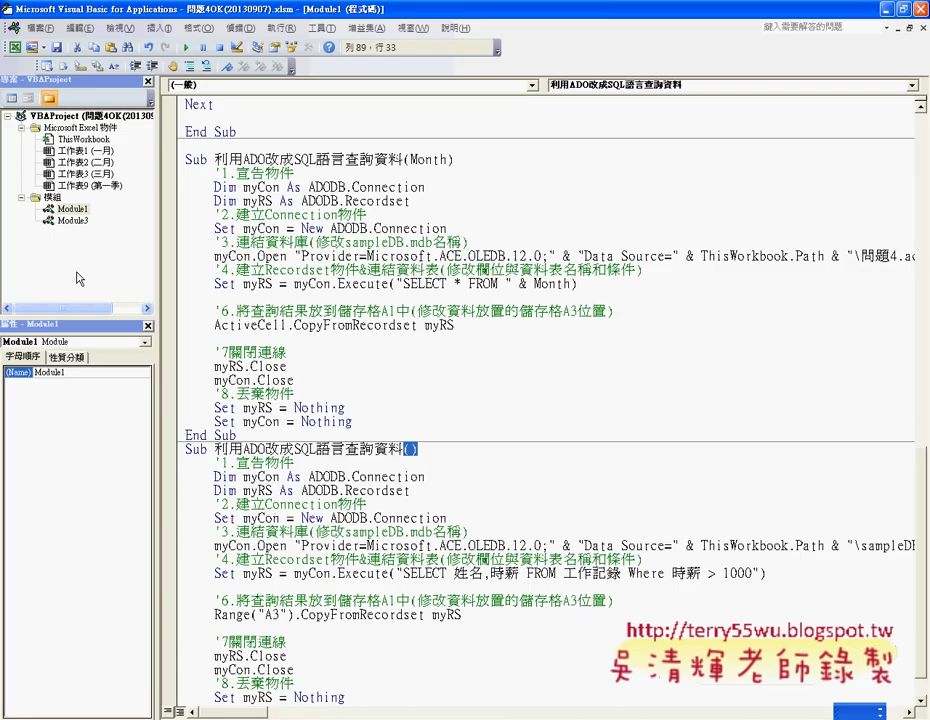 Microsoft Visual Basic for Applications - 問題4OK(20130907).xlsm - [Module1 (程式碼)]
檔案(F) 編輯(E) 檢視(V) 插入(I) 格式(O) 偵錯(D) 執行(R) 工具(T) 增益集(A) 視窗(W) 說明(H) 鍵入需要解答的問題
列 89, 行 33
專案 - VBAProject
(一般) 利用ADO改成SQL語言查詢資料
VBAProject (問題4OK(201309
Microsoft Excel 物件
ThisWorkbook
工作表1 (一月)
工作表2 (二月)
工作表3 (三月)
工作表9 (第一季)
模組
Module1
Module3
屬性 - Module1
Module1 Module
字母順序 性質分類
(Name) Module1
Next
End Sub
Sub 利用ADO改成SQL語言查詢資料(Month)
'1.宣告物件
Dim myCon As ADODB.Connection
Dim myRS As ADODB.Recordset
'2.建立Connection物件
Set myCon = New ADODB.Connection
'3.連結資料庫(修改sampleDB.mdb名稱)
myCon.Open "Provider=Microsoft.ACE.OLEDB.12.0;" & "Data Source=" & ThisWorkbook.Path & "\問題4.ac
'4.建立Recordset物件&連結資料表(修改欄位與資料表名稱和條件)
Set myRS = myCon.Execute("SELECT * FROM " & Month)
'6.將查詢結果放到儲存格A1中(修改資料放置的儲存格A3位置)
ActiveCell.CopyFromRecordset myRS
'7關閉連線
myRS.Close
myCon.Close
'8.丟棄物件
Set myRS = Nothing
Set myCon = Nothing
End Sub
Sub 利用ADO改成SQL語言查詢資料()
'1.宣告物件
Dim myCon As ADODB.Connection
Dim myRS As ADODB.Recordset
'2.建立Connection物件
Set myCon = New ADODB.Connection
'3.連結資料庫(修改sampleDB.mdb名稱)
myCon.Open "Provider=Microsoft.ACE.OLEDB.12.0;" & "Data Source=" & ThisWorkbook.Path & "\sampleDB
'4.建立Recordset物件&連結資料表(修改欄位與資料表名稱和條件)
Set myRS = myCon.Execute("SELECT 姓名,時薪 FROM 工作記錄 Where 時薪 > 1000")
'6.將查詢結果放到儲存格A1中(修改資料放置的儲存格A3位置)
Range("A3").CopyFromRecordset myRS
'7關閉連線
myRS.Close
myCon.Close
'8.丟棄物件
Set myRS = Nothing
http://terry55wu.blogspot.tw
吳清輝老師錄製